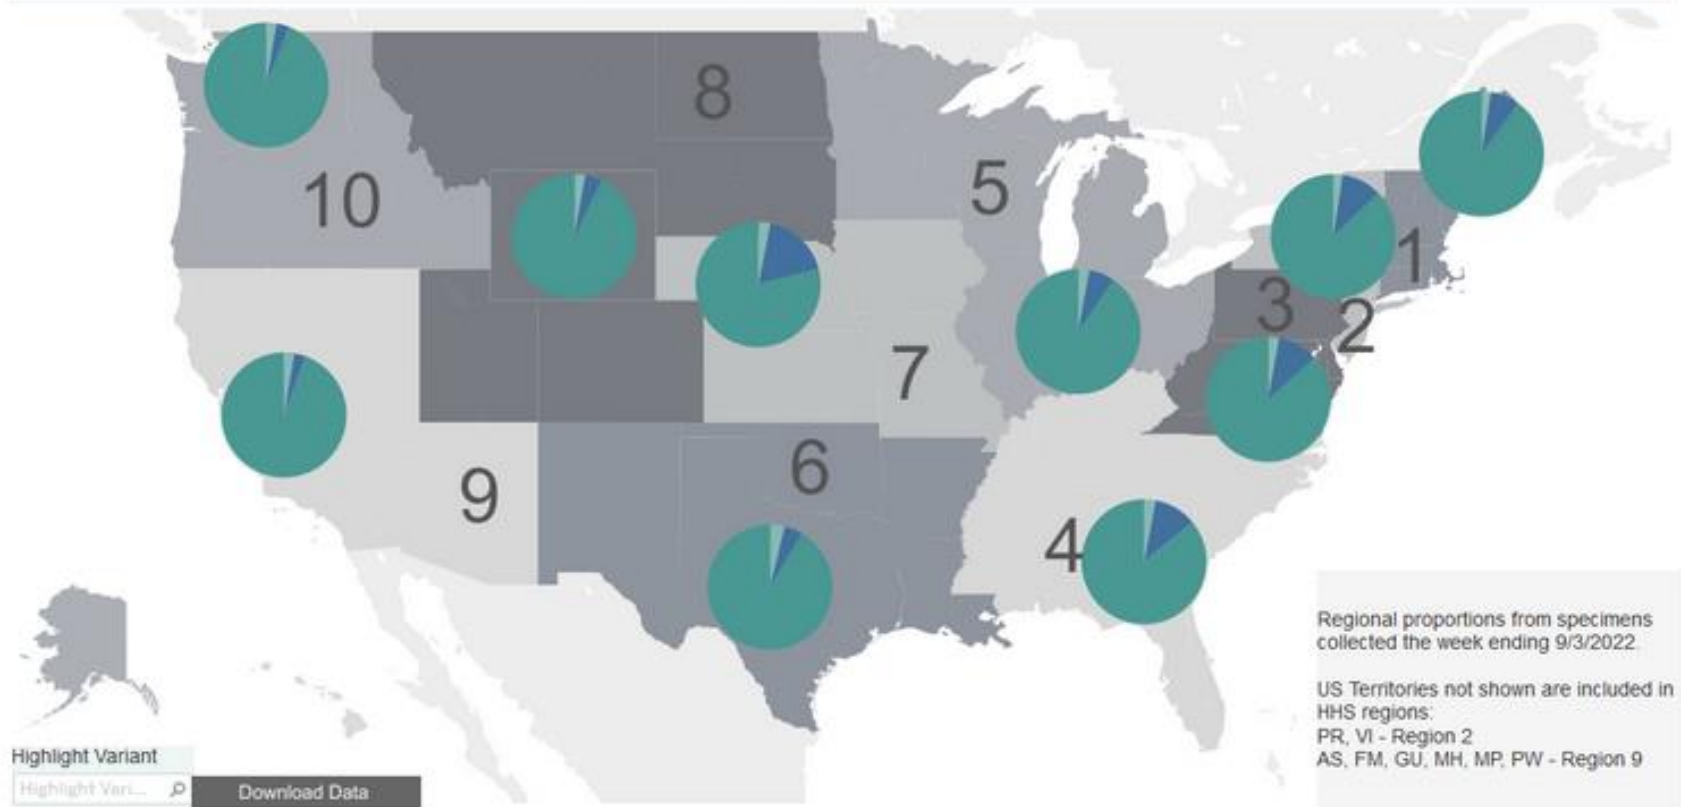 8
10
5
1
3
2
7
6
9
4
Regional proportions from specimens
collected the week ending 9/3/2022.
US Territories not shown are included in
HHS regions:
PR, VI - Region 2
AS, FM, GU, MH, MP, PW - Region 9
Highlight Variant
Highlight Vari...
Download Data